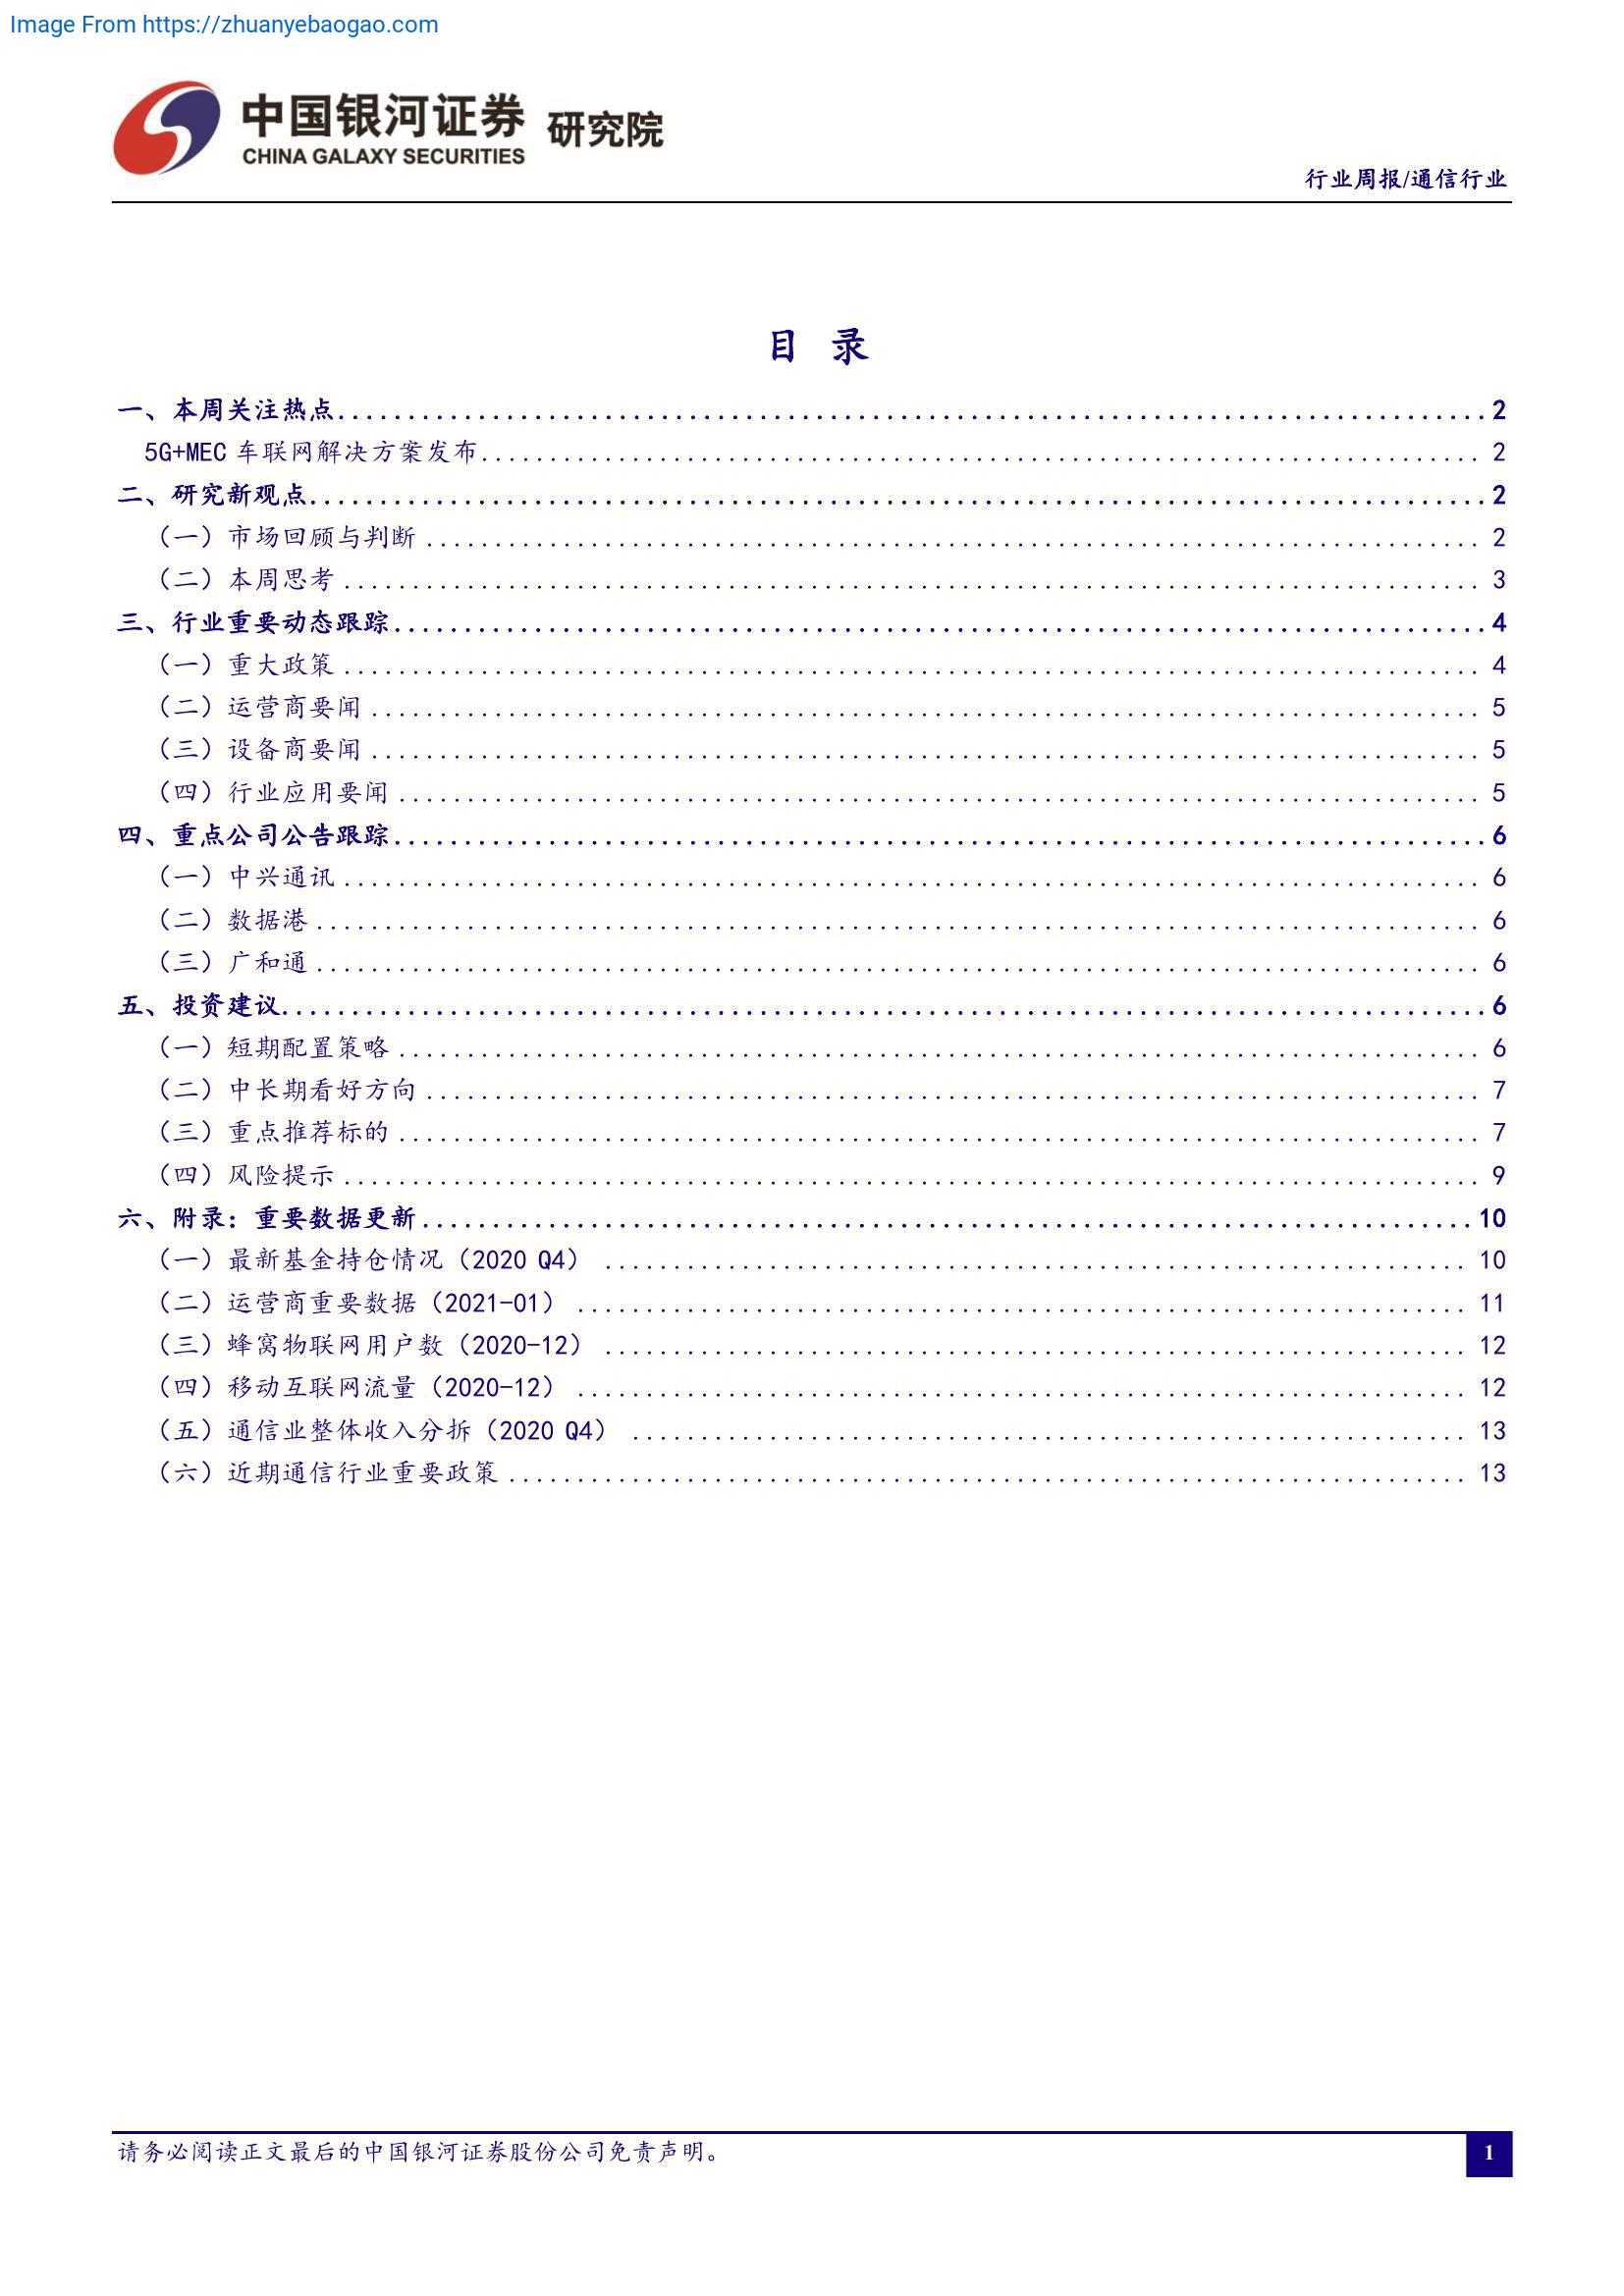 Image From https://zhuanyebaogao.com
中国银河证券 研究院
CHINA GALAXY SECURITIES
行业周报/通信行业
目 录
一、本周关注热点 2
5G+MEC 车联网解决方案发布 2
二、研究新观点 2
（一）市场回顾与判断 2
（二）本周思考 3
三、行业重要动态跟踪 4
（一）重大政策 4
（二）运营商要闻 5
（三）设备商要闻 5
（四）行业应用要闻 5
四、重点公司公告跟踪 6
（一）中兴通讯 6
（二）数据港 6
（三）广和通 6
五、投资建议 6
（一）短期配置策略 6
（二）中长期看好方向 7
（三）重点推荐标的 7
（四）风险提示 9
六、附录：重要数据更新 10
（一）最新基金持仓情况（2020 Q4） 10
（二）运营商重要数据（2021-01） 11
（三）蜂窝物联网用户数（2020-12） 12
（四）移动互联网流量（2020-12） 12
（五）通信业整体收入分拆（2020 Q4） 13
（六）近期通信行业重要政策 13
请务必阅读正文最后的中国银河证券股份公司免责声明。
1